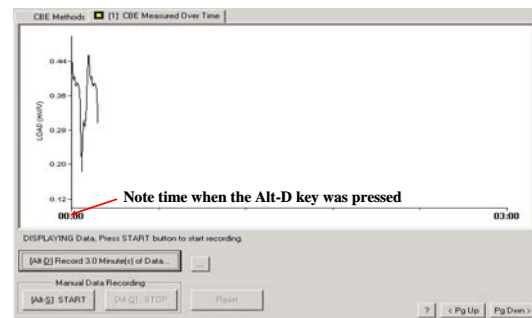 CBE Methods [1] CBE Measured Over Time
0.44
0.36
0.28
0.20
0.12
LOAD (mV/V)
Note time when the Alt-D key was pressed
00:00 03:00
DISPLAYING Data, Press START button to start recording.
[Alt-D] Record 3.0 Minute(s) of Data... ...
Manual Data Recording
[Alt-S] START [Alt-Q] STOP Reset
? < Pg Up Pg Dwn >